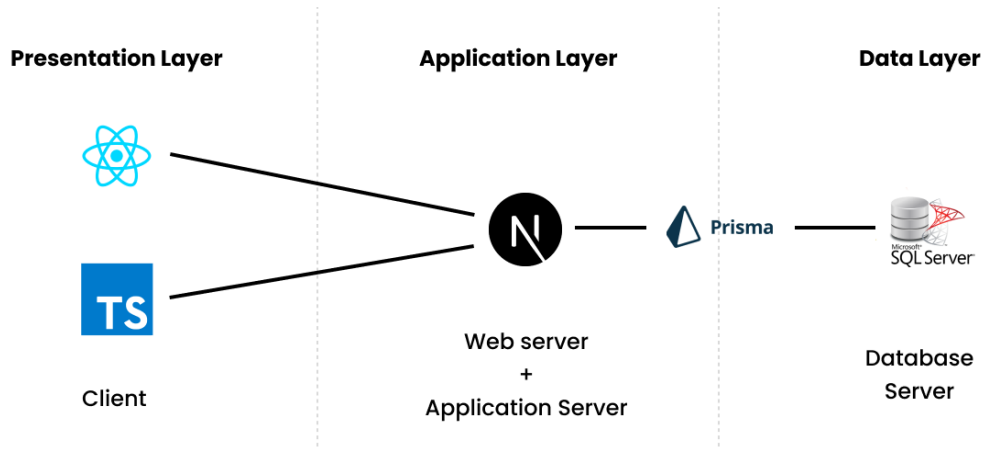 Presentation Layer
Application Layer
Data Layer
N
Prisma
Microsoft
SQL Server
TS
Web server
+
Application Server
Client
Database
Server